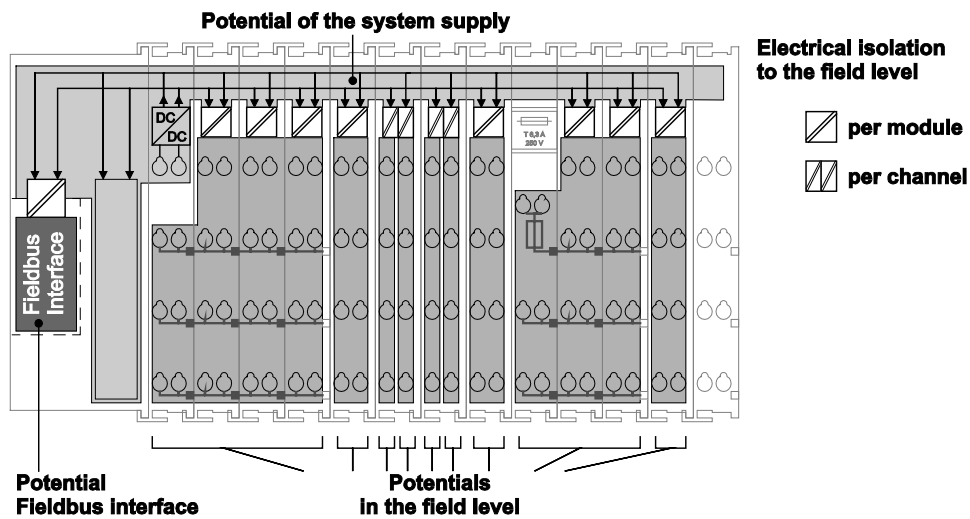 Potential of the system supply
Electrical isolation
to the field level
per module
per channel
DC
DC
T 6,3 A
250 V
Fieldbus
Interface
Potential
Fieldbus interface
Potentials
in the field level